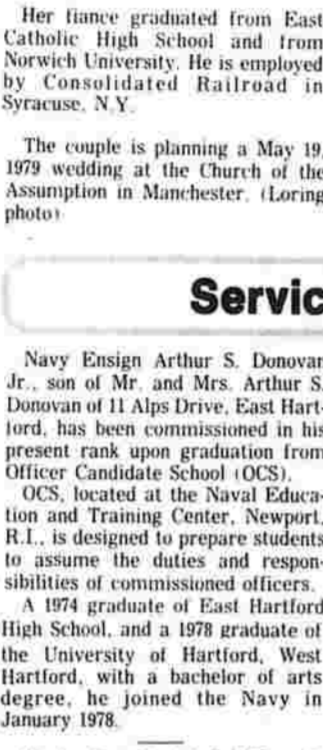 Her fiance graduated from East
Catholic High School and from
Norwich University. He is employed
by Consolidated Railroad in
Syracuse, N.Y.
The couple is planning a May 19,
1979 wedding at the Church of the
Assumption in Manchester. (Loring
photo)
Servic
Navy Ensign Arthur S. Donovan
Jr., son of Mr. and Mrs. Arthur S.
Donovan of 11 Alps Drive, East Hart-
ford, has been commissioned in his
present rank upon graduation from
Officer Candidate School (OCS).
OCS, located at the Naval Educa-
tion and Training Center, Newport,
R.I., is designed to prepare students
to assume the duties and respon-
sibilities of commissioned officers.
A 1974 graduate of East Hartford
High School, and a 1978 graduate of
the University of Hartford, West
Hartford, with a bachelor of arts
degree, he joined the Navy in
January 1978.